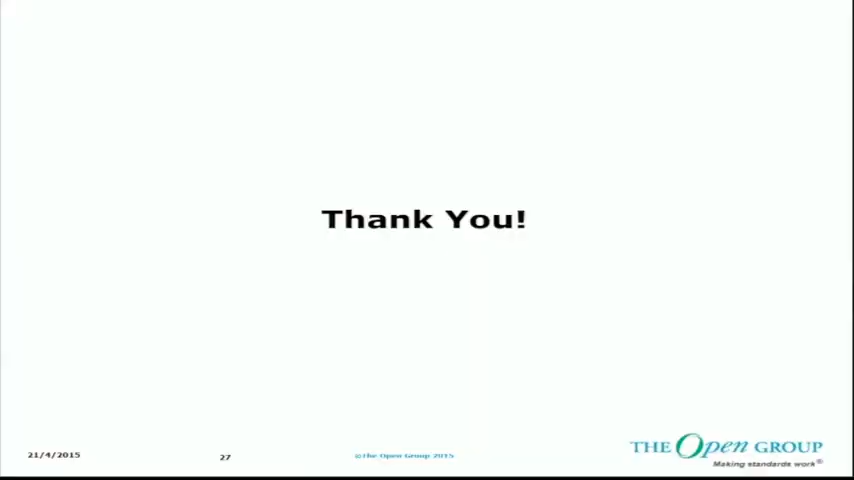 Thank You!
21/4/2015
27
©The Open Group 2015
THE Open GROUP
Making standards work®